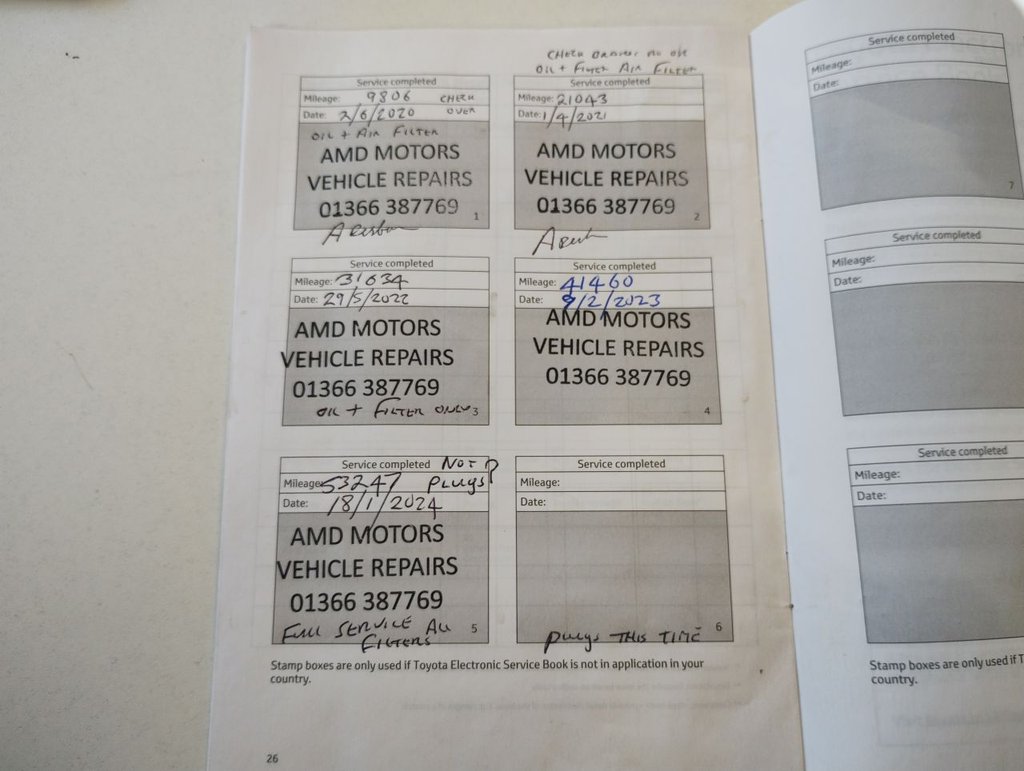 CHECK ALL
OIL + FILTER AIR FILTER
Service completed
Mileage: 9806 CHECK
Date: 2/6/2020 OVER
OIL + AIR FILTER
AMD MOTORS
VEHICLE REPAIRS
01366 387769
1
Service completed
Mileage: 21043
Date: 1/4/2021
AMD MOTORS
VEHICLE REPAIRS
01366 387769
2
Service completed
Mileage: 31634
Date: 29/5/2022
AMD MOTORS
VEHICLE REPAIRS
01366 387769
OIL + FILTER ONLY 3
Service completed
Mileage: 41460
Date: 9/2/2023
AMD MOTORS
VEHICLE REPAIRS
01366 387769
4
Service completed NOT
Mileage: 53247 PLUGS
Date: 18/1/2024
AMD MOTORS
VEHICLE REPAIRS
01366 387769
FULL SERVICE ALL 5
FILTERS
Service completed
Mileage:
Date:
6
PLUGS THIS TIME
Stamp boxes are only used if Toyota Electronic Service Book is not in application in your
country.
26
Service completed
Mileage:
Date:
7
Service completed
Mileage:
Date:
Service completed
Mileage:
Date:
Stamp boxes are only used if T
country.